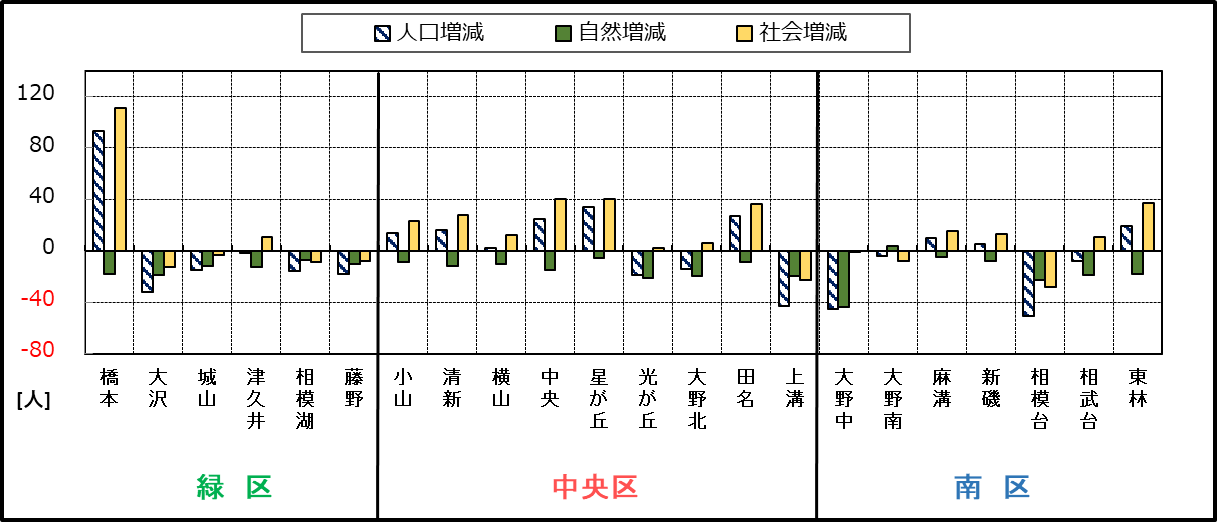 人口増減 自然増減 社会増減
120
80
40
0
-40
-80
[人]
橋本 大沢 城山 津久井 相模湖 藤野 小山 清新 横山 中央 星が丘 光が丘 大野北 田名 上溝 大野中 大野南 麻溝 新磯 相模台 相武台 東林
緑 区 中央区 南 区